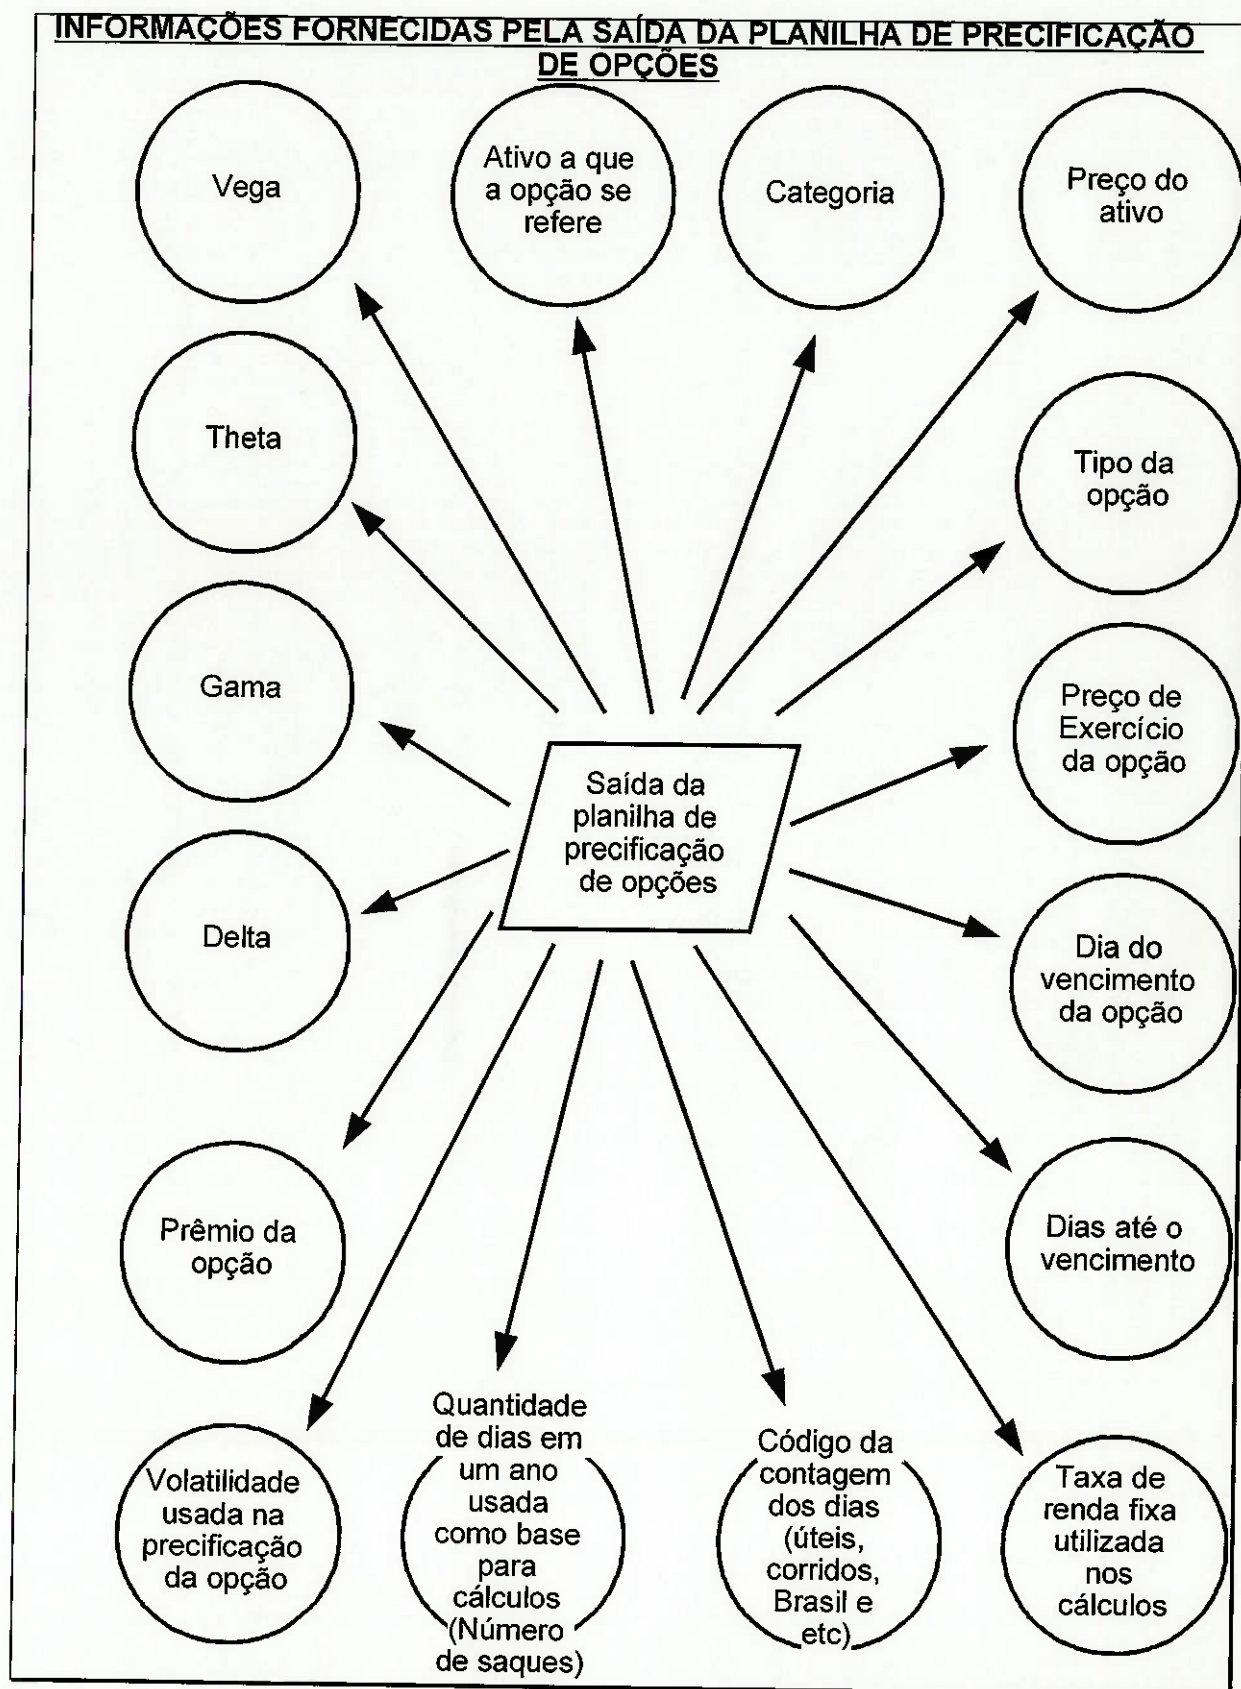 INFORMAÇÕES FORNECIDAS PELA SAÍDA DA PLANILHA DE PRECIFICAÇÃO
DE OPÇÕES
Vega
Ativo a que
a opção se
refere
Categoria
Preço do
ativo
Theta
Tipo da
opção
Gama
Preço de
Exercício
da opção
Saída da
planilha de
precificação
de opções
Delta
Dia do
vencimento
da opção
Prêmio da
opção
Dias até o
vencimento
Volatilidade
usada na
precificação
da opção
Quantidade
de dias em
um ano
usada
como base
para
cálculos
(Número
de saques)
Código da
contagem
dos dias
(úteis,
corridos,
Brasil e
etc)
Taxa de
renda fixa
utilizada
nos
cálculos